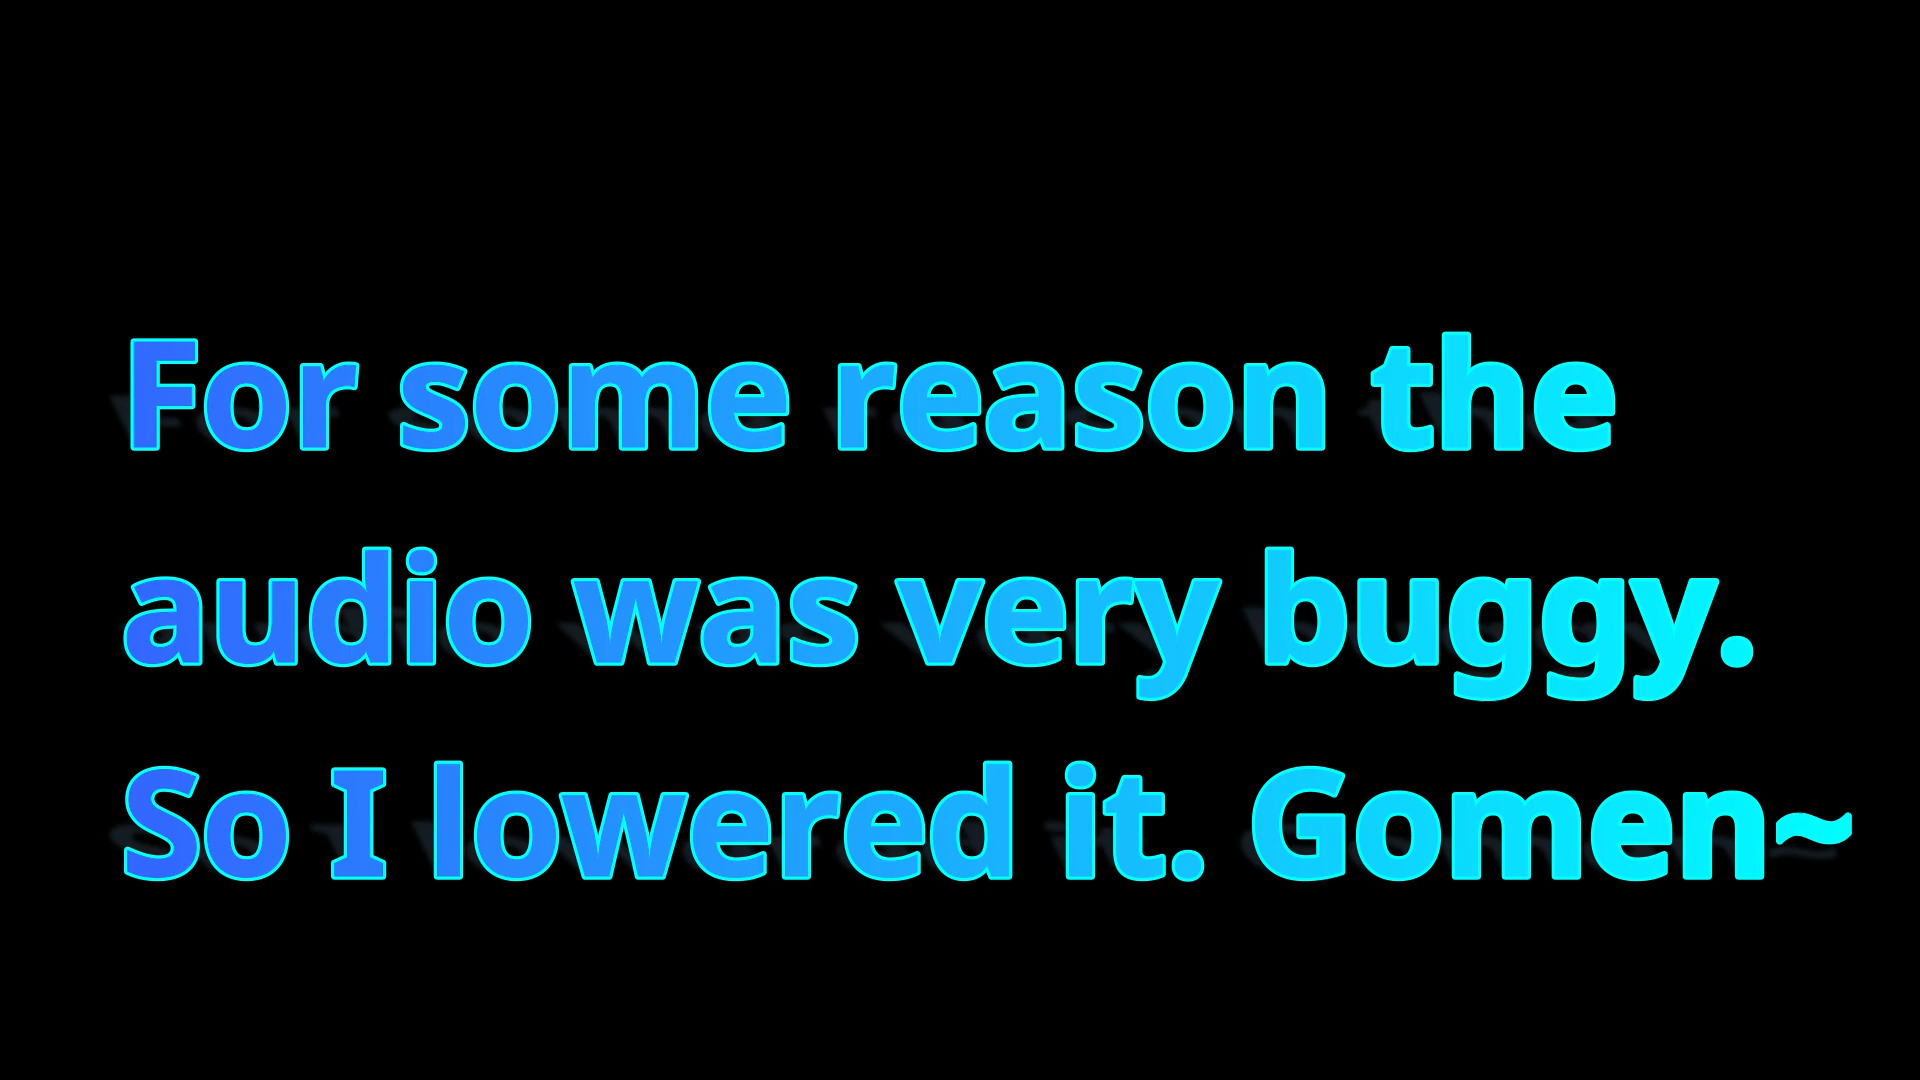 For some reason the
audio was very buggy.
So I lowered it. Gomen~